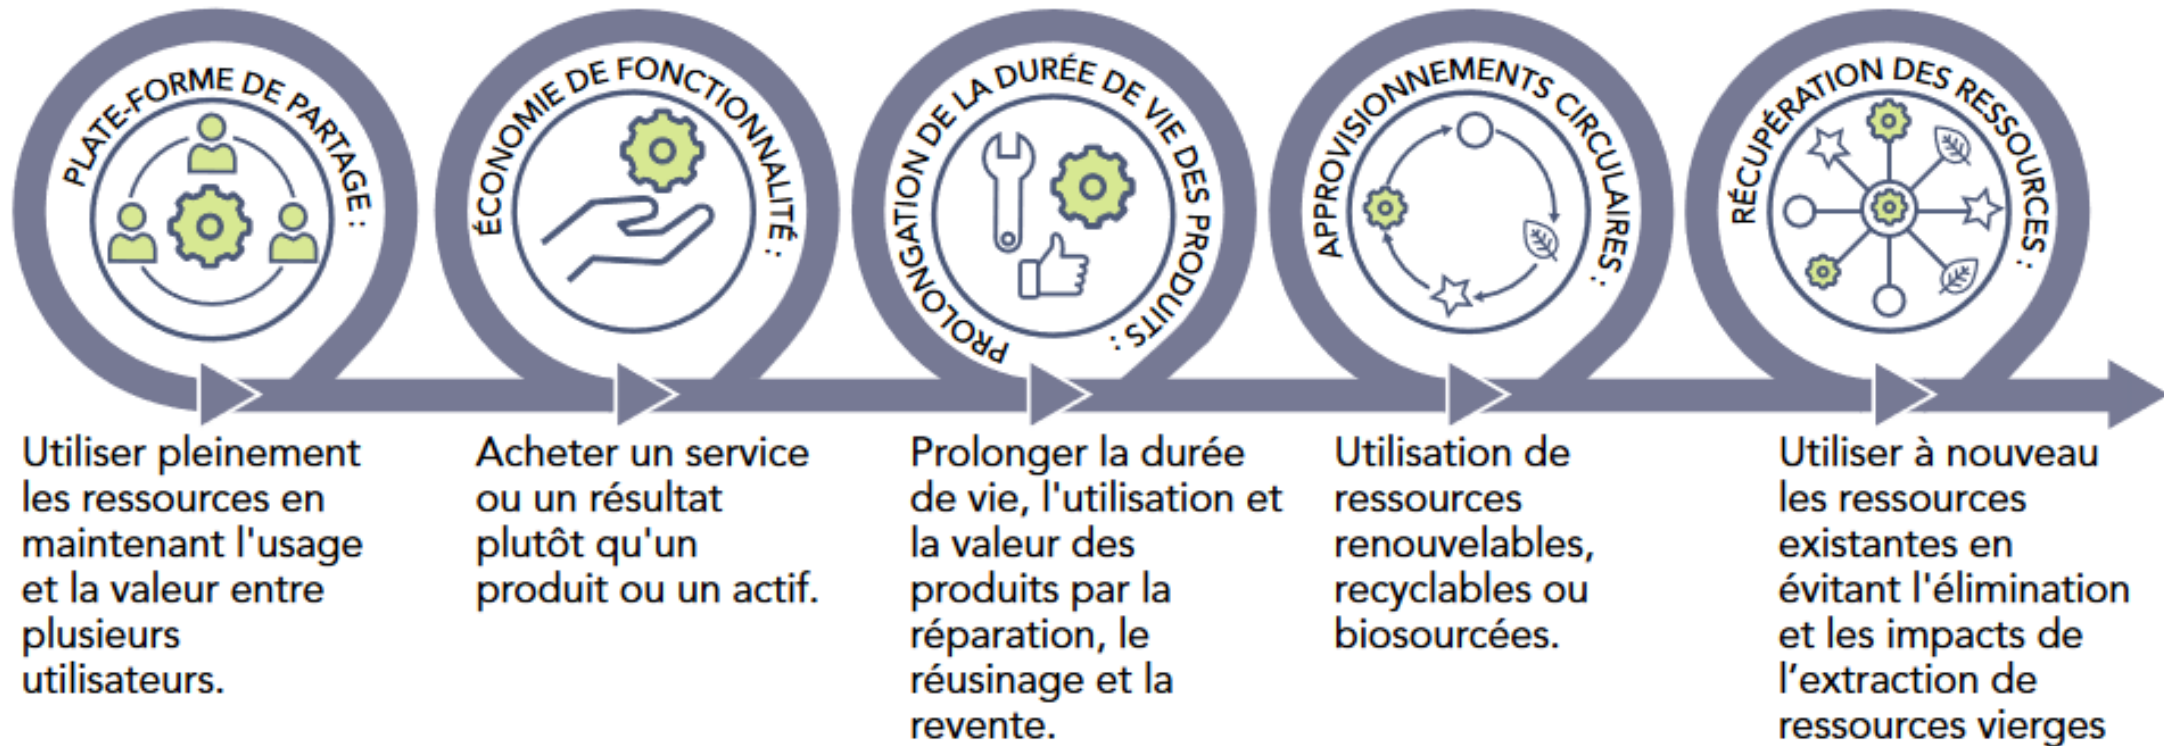 PLATE-FORME DE PARTAGE :
Utiliser pleinement
les ressources en
maintenant l'usage
et la valeur entre
plusieurs
utilisateurs.
ÉCONOMIE DE FONCTIONNALITÉ :
Acheter un service
ou un résultat
plutôt qu'un
produit ou un actif.
PROLONGATION DE LA DURÉE DE VIE DES PRODUITS :
Prolonger la durée
de vie, l'utilisation et
la valeur des
produits par la
réparation, le
réusinage et la
revente.
APPROVISIONNEMENTS CIRCULAIRES :
Utilisation de
ressources
renouvelables,
recyclables ou
biosourcées.
RÉCUPÉRATION DES RESSOURCES :
Utiliser à nouveau
les ressources
existantes en
évitant l'élimination
et les impacts de
l’extraction de
ressources vierges